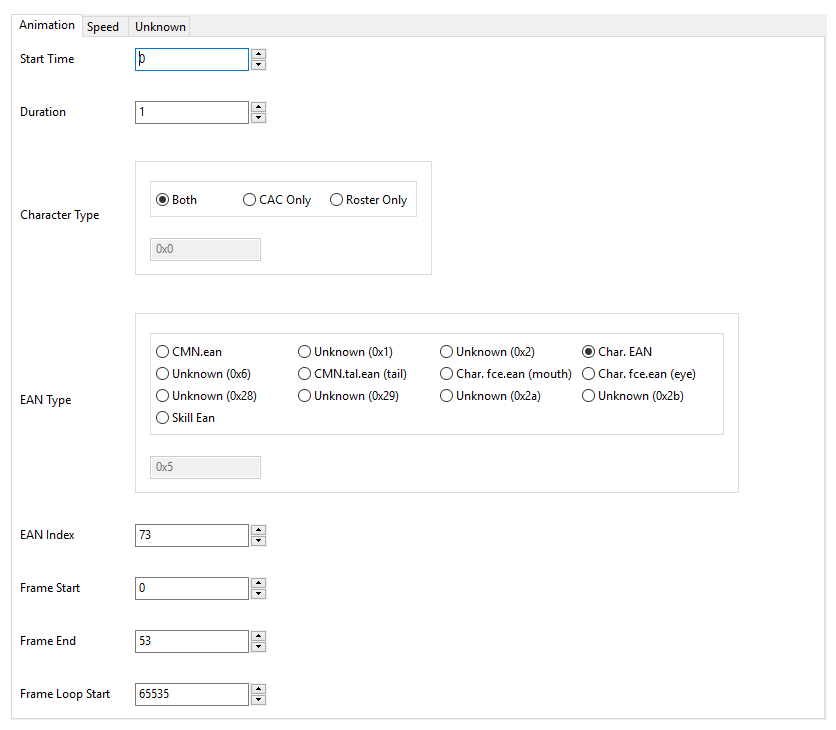 Animation Speed Unknown
Start Time 0
Duration 1
Character Type
Both CAC Only Roster Only
0x0
EAN Type
CMN.ean Unknown (0x1) Unknown (0x2) Char. EAN
Unknown (0x6) CMN.tal.ean (tail) Char. fce.ean (mouth) Char. fce.ean (eye)
Unknown (0x28) Unknown (0x29) Unknown (0x2a) Unknown (0x2b)
Skill Ean
0x5
EAN Index 73
Frame Start 0
Frame End 53
Frame Loop Start 65535